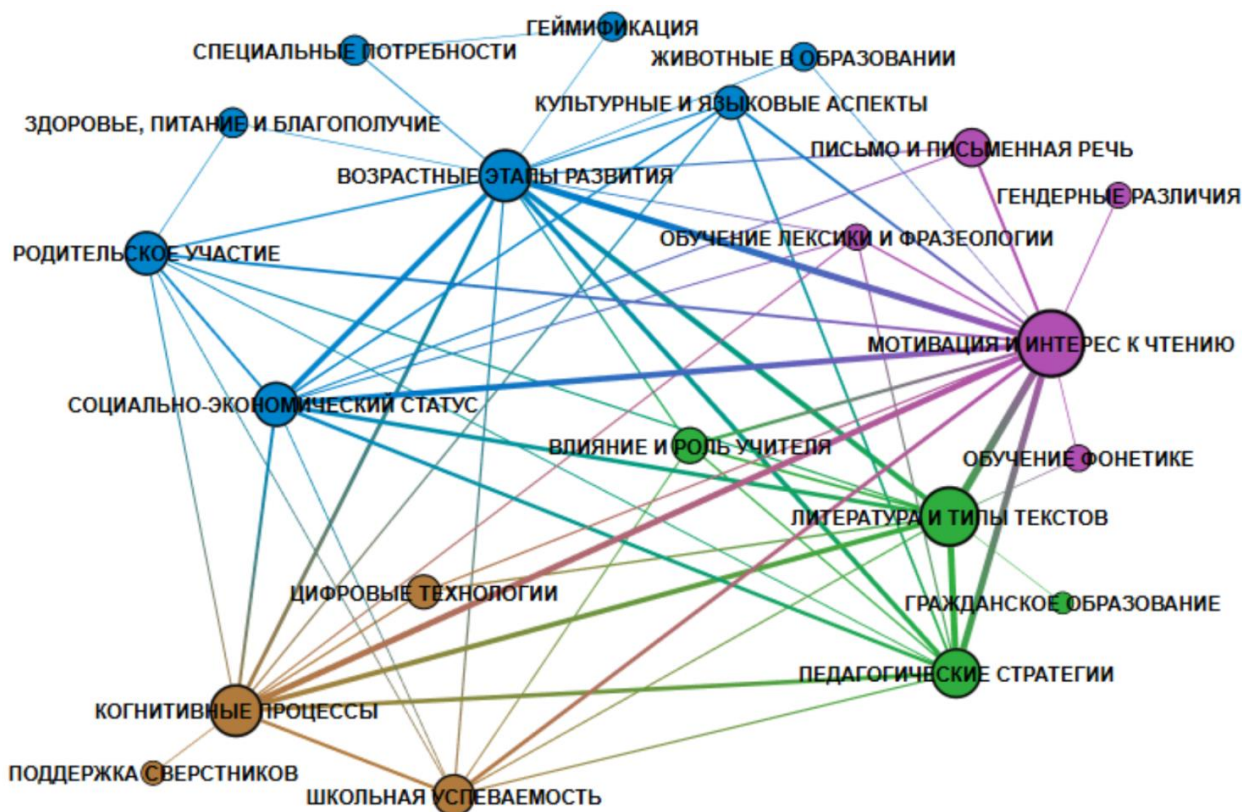 ГЕЙМИФИКАЦИЯ
СПЕЦИАЛЬНЫЕ ПОТРЕБНОСТИ
ЖИВОТНЫЕ В ОБРАЗОВАНИИ
КУЛЬТУРНЫЕ И ЯЗЫКОВЫЕ АСПЕКТЫ
ЗДОРОВЬЕ, ПИТАНИЕ И БЛАГОПОЛУЧИЕ
ПИСЬМО И ПИСЬМЕННАЯ РЕЧЬ
ВОЗРАСТНЫЕ ЭТАПЫ РАЗВИТИЯ
ГЕНДЕРНЫЕ РАЗЛИЧИЯ
ОБУЧЕНИЕ ЛЕКСИКИ И ФРАЗЕОЛОГИИ
РОДИТЕЛЬСКОЕ УЧАСТИЕ
МОТИВАЦИЯ И ИНТЕРЕС К ЧТЕНИЮ
СОЦИАЛЬНО-ЭКОНОМИЧЕСКИЙ СТАТУС
ВЛИЯНИЕ И РОЛЬ УЧИТЕЛЯ
ОБУЧЕНИЕ ФОНЕТИКЕ
ЛИТЕРАТУРА И ТИПЫ ТЕКСТОВ
ЦИФРОВЫЕ ТЕХНОЛОГИИ
ГРАЖДАНСКОЕ ОБРАЗОВАНИЕ
ПЕДАГОГИЧЕСКИЕ СТРАТЕГИИ
КОГНИТИВНЫЕ ПРОЦЕССЫ
ПОДДЕРЖКА СВЕРСТНИКОВ
ШКОЛЬНАЯ УСПЕВАЕМОСТЬ